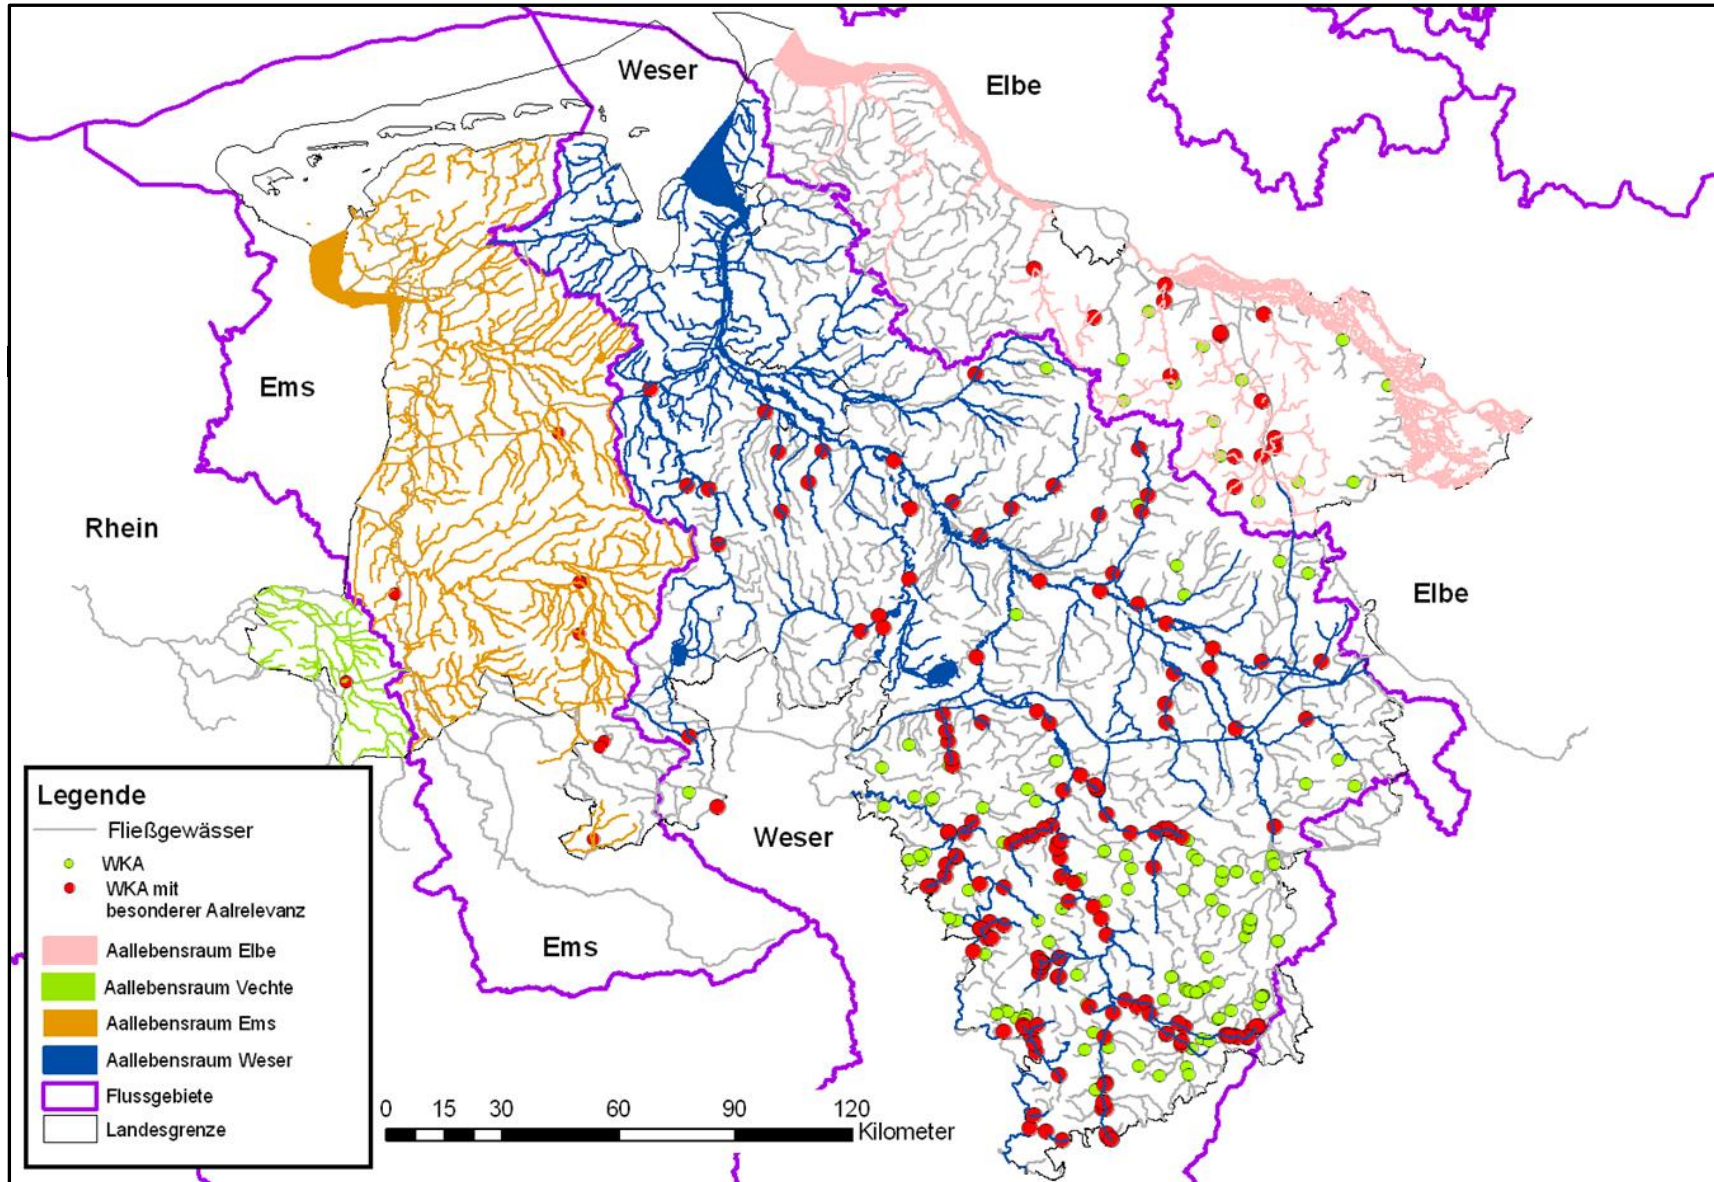 Weser
Elbe
Ems
Rhein
Elbe
Weser
Ems
Legende
Fließgewässer
WKA
WKA mit
besonderer Aalrelevanz
Aallebensraum Elbe
Aallebensraum Vechte
Aallebensraum Ems
Aallebensraum Weser
Flussgebiete
Landesgrenze
0 15 30 60 90 120
Kilometer